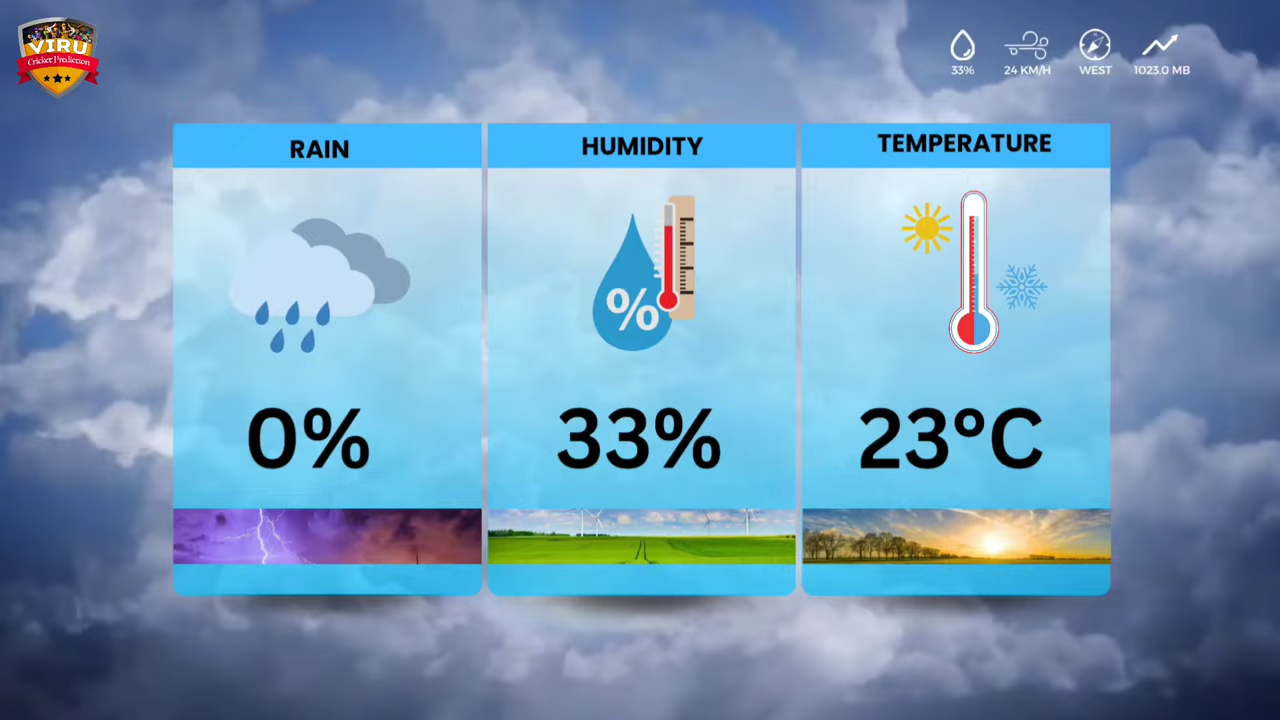 VIRU
Cricket Prediction
33%
24 KM/H
WEST
1023.0 MB
RAIN
HUMIDITY
TEMPERATURE
%
0%
33%
23°C